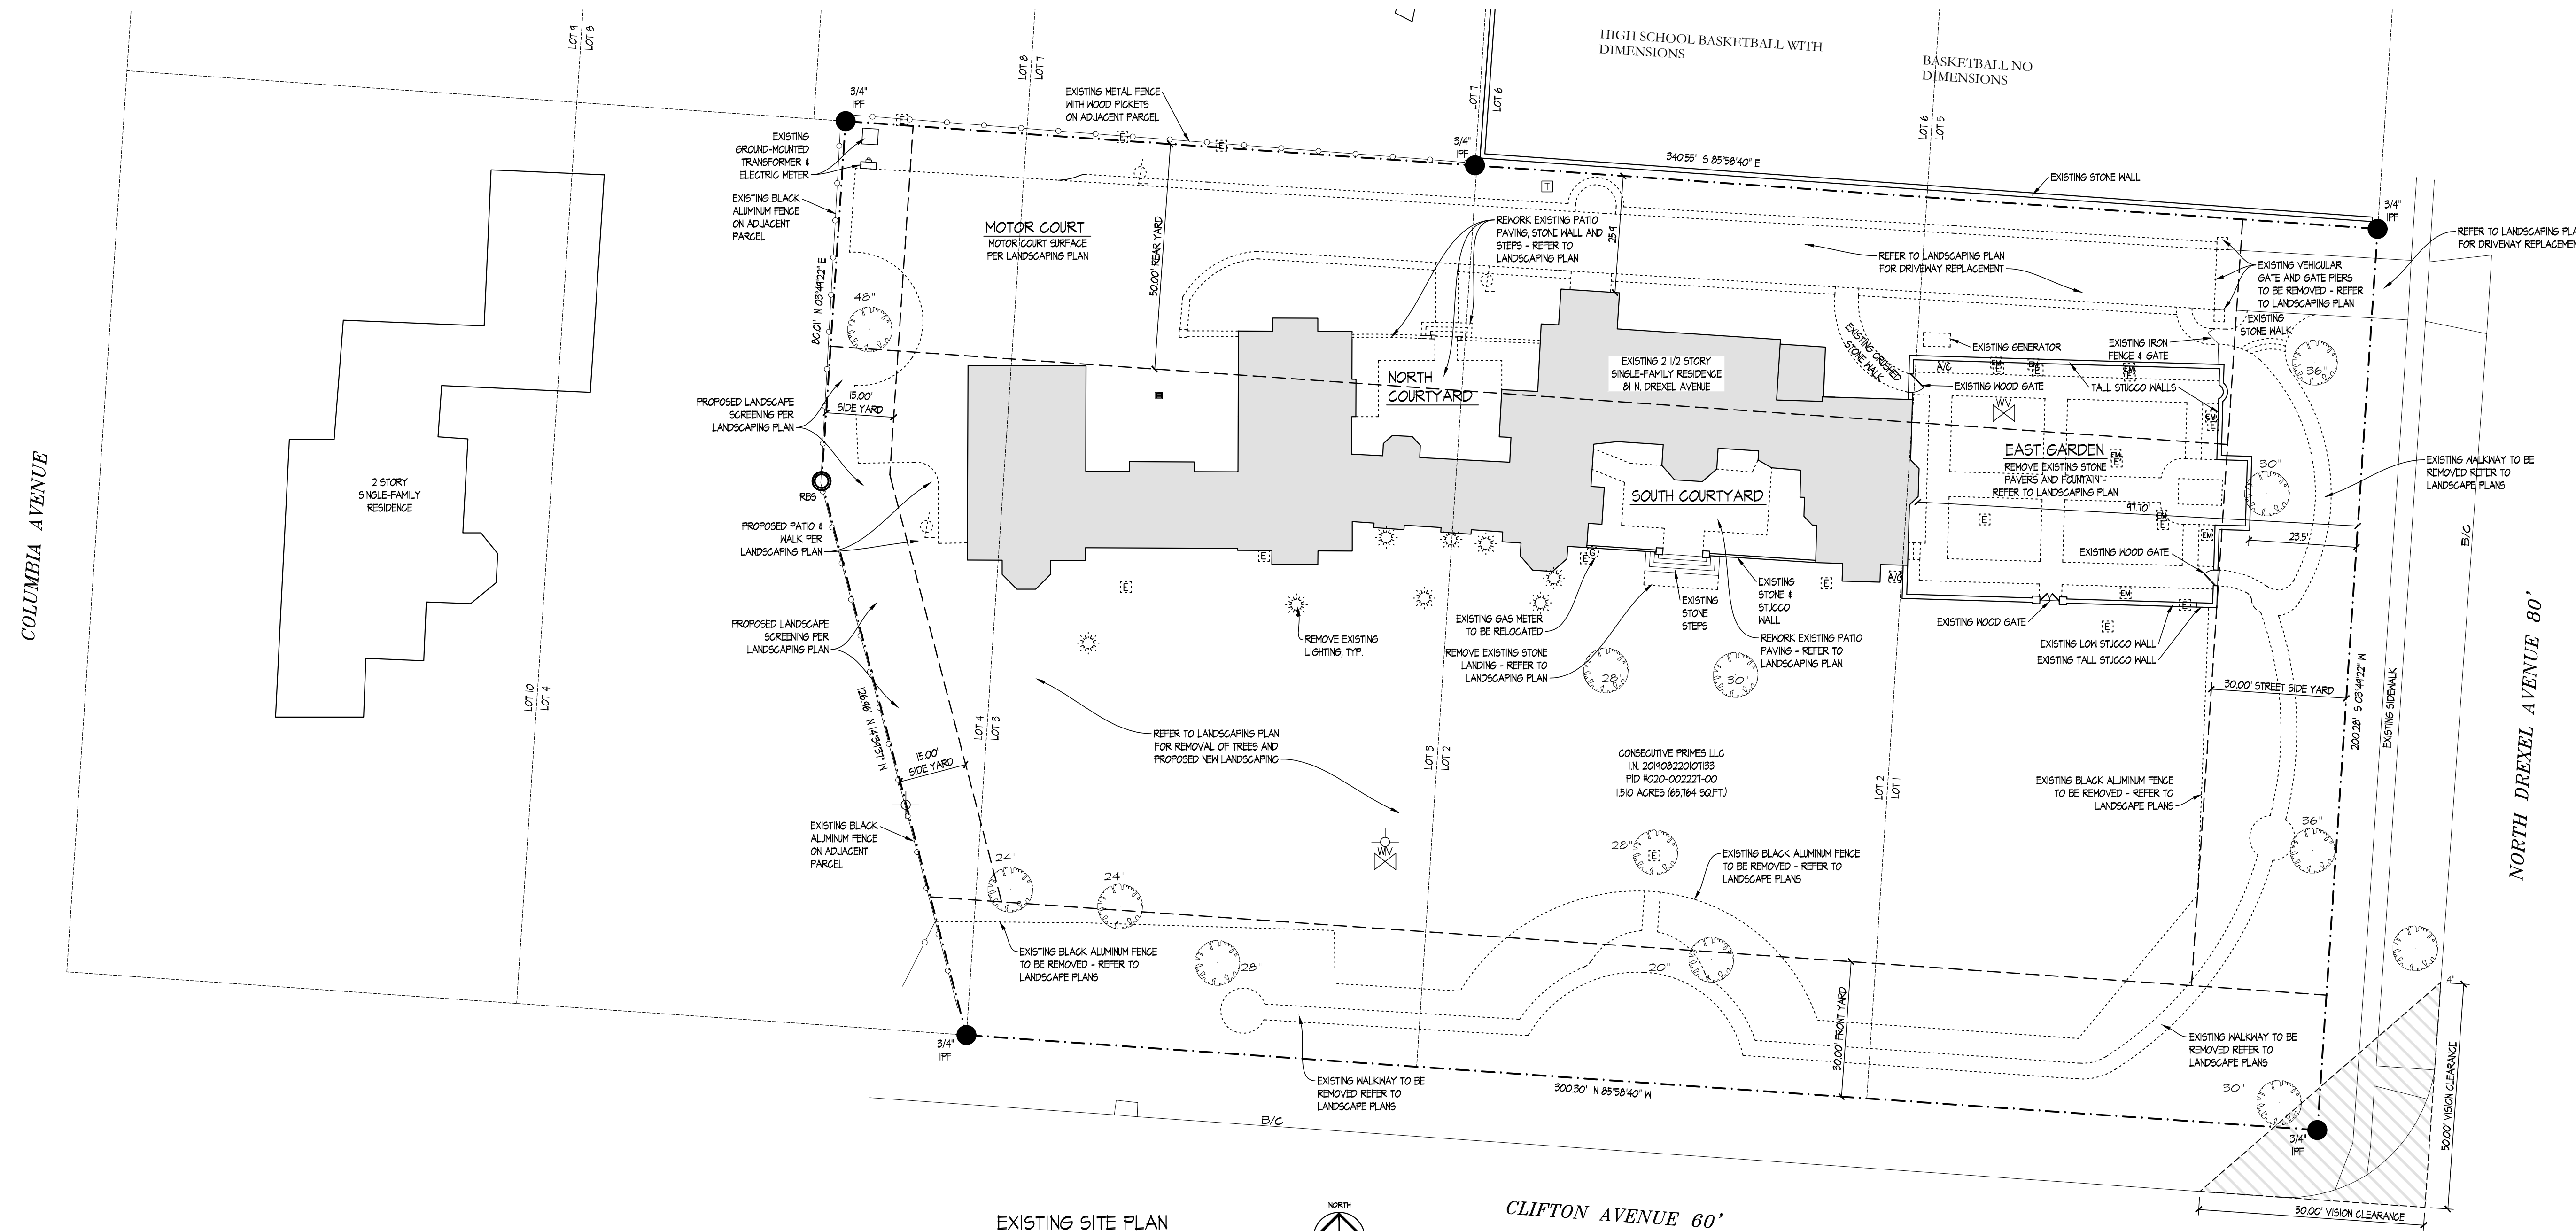 LOT 9
LOT 8
LOT 8
LOT 7
LOT 7
LOT 6
LOT 6
LOT 5
HIGH SCHOOL BASKETBALL WITH
DIMENSIONS
BASKETBALL NO
DIMENSIONS
3/4"
IPF
EXISTING METAL FENCE
WITH WOOD PICKETS
ON ADJACENT PARCEL
EXISTING
GROUND-MOUNTED
TRANSFORMER &
ELECTRIC METER
3/4"
IPF
340.55' S 85°58'40" E
EXISTING STONE WALL
3/4"
IPF
EXISTING BLACK
ALUMINUM FENCE
ON ADJACENT
PARCEL
MOTOR COURT
MOTOR COURT SURFACE
PER LANDSCAPING PLAN
50.00' REAR YARD
T
REWORK EXISTING PATIO
PAVING, STONE WALL AND
STEPS - REFER TO
LANDSCAPING PLAN
25.9'
REFER TO LANDSCAPING PLAN
FOR DRIVEWAY REPLACEMENT
REFER TO LANDSCAPING PLA
FOR DRIVEWAY REPLACEMEN
EXISTING VEHICULAR
GATE AND GATE PIERS
TO BE REMOVED - REFER
TO LANDSCAPING PLAN
80.01' N 03°49'22" E
48"
EXISTING
STONE WALK
EXISTING CRUSHED
STONE WALK
EXISTING GENERATOR
EXISTING IRON
FENCE & GATE
36"
EXISTING 2 1/2 STORY
SINGLE-FAMILY RESIDENCE
81 N. DREXEL AVENUE
NORTH
COURTYARD
A/C
EM
E
EM
E
EM
E
EXISTING WOOD GATE
TALL STUCCO WALLS
WV
PROPOSED LANDSCAPE
SCREENING PER
LANDSCAPING PLAN
15.00'
SIDE YARD
EM
E
EAST GARDEN
REMOVE EXISTING STONE
PAVERS AND FOUNTAIN -
REFER TO LANDSCAPING PLAN
EM
E
30"
EXISTING WALKWAY TO BE
REMOVED REFER TO
LANDSCAPE PLANS
2 STORY
SINGLE-FAMILY
RESIDENCE
COLUMBIA AVENUE
RBS
SOUTH COURTYARD
97.70'
EM
E
E
EM
23.5'
B/C
PROPOSED PATIO &
WALK PER
LANDSCAPING PLAN
EXISTING WOOD GATE
E
E
E
G
E
A/C
EM
E
EXISTING
STONE
STEPS
EXISTING
STONE &
STUCCO
WALL
EXISTING GAS METER
TO BE RELOCATED
EXISTING WOOD GATE
E
EXISTING LOW STUCCO WALL
EXISTING TALL STUCCO WALL
PROPOSED LANDSCAPE
SCREENING PER
LANDSCAPING PLAN
REMOVE EXISTING
LIGHTING, TYP.
REMOVE EXISTING STONE
LANDING - REFER TO
LANDSCAPING PLAN
REWORK EXISTING PATIO
PAVING - REFER TO
LANDSCAPING PLAN
28"
30"
30.00' STREET SIDE YARD
200.28' S 03°49'22" W
EXISTING SIDEWALK
NORTH DREXEL AVENUE 80'
LOT 10
LOT 4
126.96' N 14°39'37" W
15.00'
SIDE YARD
LOT 4
LOT 3
REFER TO LANDSCAPING PLAN
FOR REMOVAL OF TREES AND
PROPOSED NEW LANDSCAPING
LOT 3
LOT 2
CONSECUTIVE PRIMES LLC
I.N. 201908220107133
PID #020-002227-00
1.510 ACRES (65,764 SQ.FT.)
LOT 2
LOT 1
EXISTING BLACK ALUMINUM FENCE
TO BE REMOVED - REFER TO
LANDSCAPE PLANS
EXISTING BLACK
ALUMINUM FENCE
ON ADJACENT
PARCEL
WV
28"
E
EXISTING BLACK ALUMINUM FENCE
TO BE REMOVED - REFER TO
LANDSCAPE PLANS
36"
24"
24"
EXISTING BLACK ALUMINUM FENCE
TO BE REMOVED - REFER TO
LANDSCAPE PLANS
28"
20"
4"
30.00' FRONT YARD
3/4"
IPF
EXISTING WALKWAY TO BE
REMOVED REFER TO
LANDSCAPE PLANS
EXISTING WALKWAY TO BE
REMOVED REFER TO
LANDSCAPE PLANS
300.30' N 85°58'40" W
30"
3/4"
IPF
50.00' VISION CLEARANCE
B/C
50.00' VISION CLEARANCE
EXISTING SITE PLAN
NORTH
CLIFTON AVENUE 60'